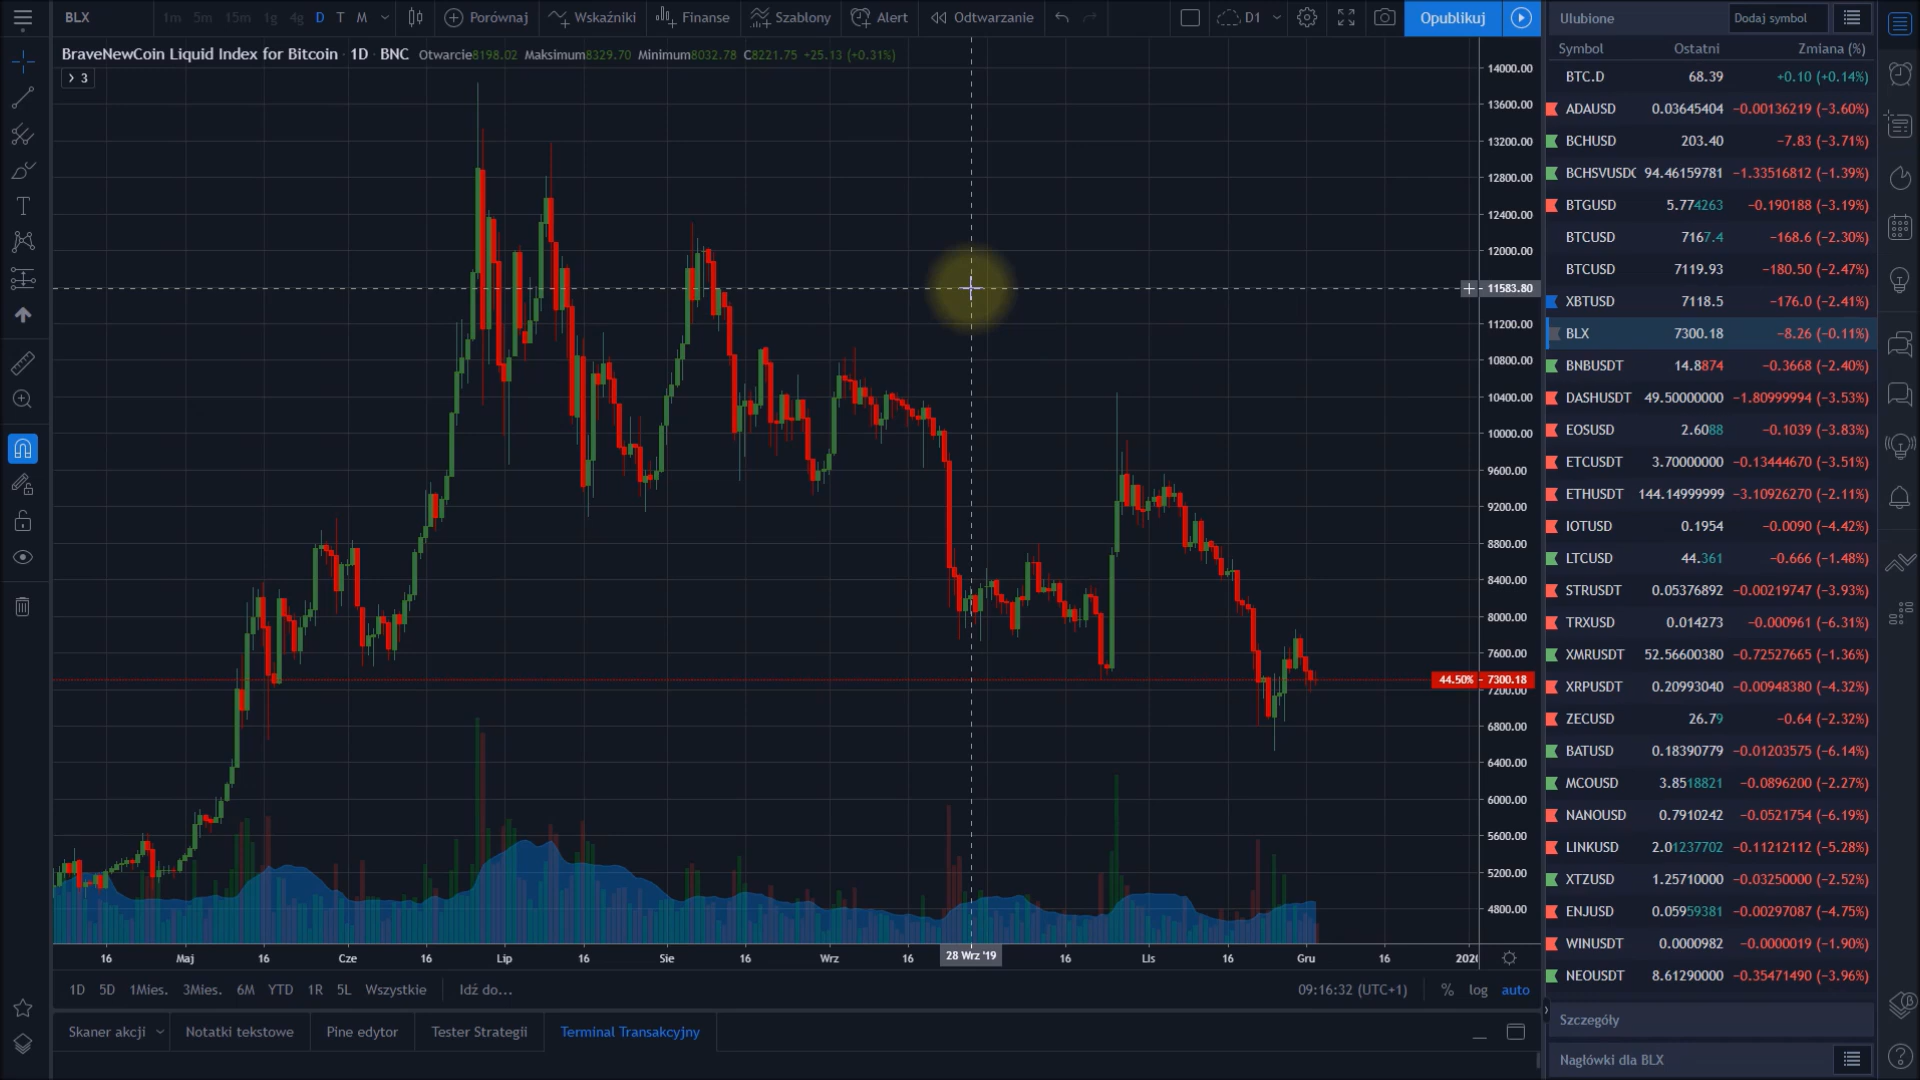 BLX 1m 5m 15m 1g 4g D T M Porównaj Wskaźniki Finanse Szablony Alert Odtwarzanie D1 Opublikuj
BraveNewCoin Liquid Index for Bitcoin · 1D · BNC Otwarcie8198.02 Maksimum8329.70 Minimum8032.78 C8221.75 +25.13 (+0.31%)
3
14000.00
13600.00
13200.00
12800.00
12400.00
12000.00
11583.80
11200.00
10800.00
10400.00
10000.00
9600.00
9200.00
8800.00
8400.00
8000.00
7600.00
44.50% 7300.18
7200.00
6800.00
6400.00
6000.00
5600.00
5200.00
4800.00
16 Maj 16 Cze 16 Lip 16 Sie 16 Wrz 16 28 Wrz '19 16 Lis 16 Gru 16 2020
1D 5D 1Mies. 3Mies. 6M YTD 1R 5L Wszystkie Idź do... 09:16:32 (UTC+1) % log auto
Skaner akcji Notatki tekstowe Pine edytor Tester Strategii Terminal Transakcyjny
Ulubione Dodaj symbol
Symbol Ostatni Zmiana (%)
BTC.D 68.39 +0.10 (+0.14%)
ADAUSD 0.03645404 −0.00136219 (−3.60%)
BCHUSD 203.40 −7.83 (−3.71%)
BCHSVUSDC 94.46159781 −1.33516812 (−1.39%)
BTGUSD 5.774263 −0.190188 (−3.19%)
BTCUSD 7167.4 −168.6 (−2.30%)
BTCUSD 7119.93 −180.50 (−2.47%)
XBTUSD 7118.5 −176.0 (−2.41%)
BLX 7300.18 −8.26 (−0.11%)
BNBUSDT 14.8874 −0.3668 (−2.40%)
DASHUSDT 49.50000000 −1.80999994 (−3.53%)
EOSUSD 2.6088 −0.1039 (−3.83%)
ETCUSDT 3.70000000 −0.13444670 (−3.51%)
ETHUSDT 144.14999999 −3.10926270 (−2.11%)
IOTUSD 0.1954 −0.0090 (−4.42%)
LTCUSD 44.361 −0.666 (−1.48%)
STRUSDT 0.05376892 −0.00219747 (−3.93%)
TRXUSD 0.014273 −0.000961 (−6.31%)
XMRUSDT 52.56600380 −0.72527665 (−1.36%)
XRPUSDT 0.20993040 −0.00948380 (−4.32%)
ZECUSD 26.79 −0.64 (−2.32%)
BATUSD 0.18390779 −0.01203575 (−6.14%)
MCOUSD 3.8518821 −0.0896200 (−2.27%)
NANOUSD 0.7910242 −0.0521754 (−6.19%)
LINKUSD 2.01237702 −0.11212112 (−5.28%)
XTZUSD 1.25710000 −0.03250000 (−2.52%)
ENJUSD 0.05959381 −0.00297087 (−4.75%)
WINUSDT 0.0000982 −0.0000019 (−1.90%)
NEOUSDT 8.61290000 −0.35471490 (−3.96%)
Szczegóły
Nagłówki dla BLX